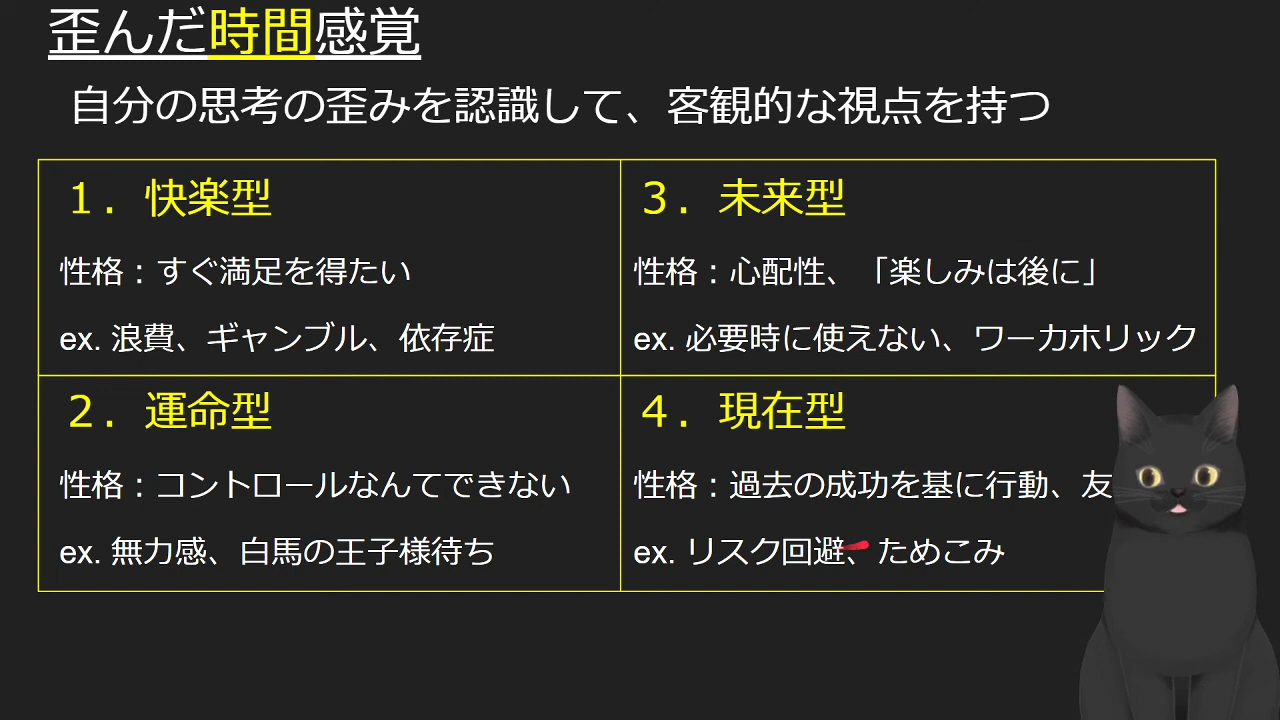 歪んだ時間感覚
自分の思考の歪みを認識して、客観的な視点を持つ
１．快楽型
性格：すぐ満足を得たい
ex. 浪費、ギャンブル、依存症
２．運命型
性格：コントロールなんてできない
ex. 無力感、白馬の王子様待ち
３．未来型
性格：心配性、「楽しみは後に」
ex. 必要時に使えない、ワーカホリック
４．現在型
性格：過去の成功を基に行動、友
ex. リスク回避、ためこみ